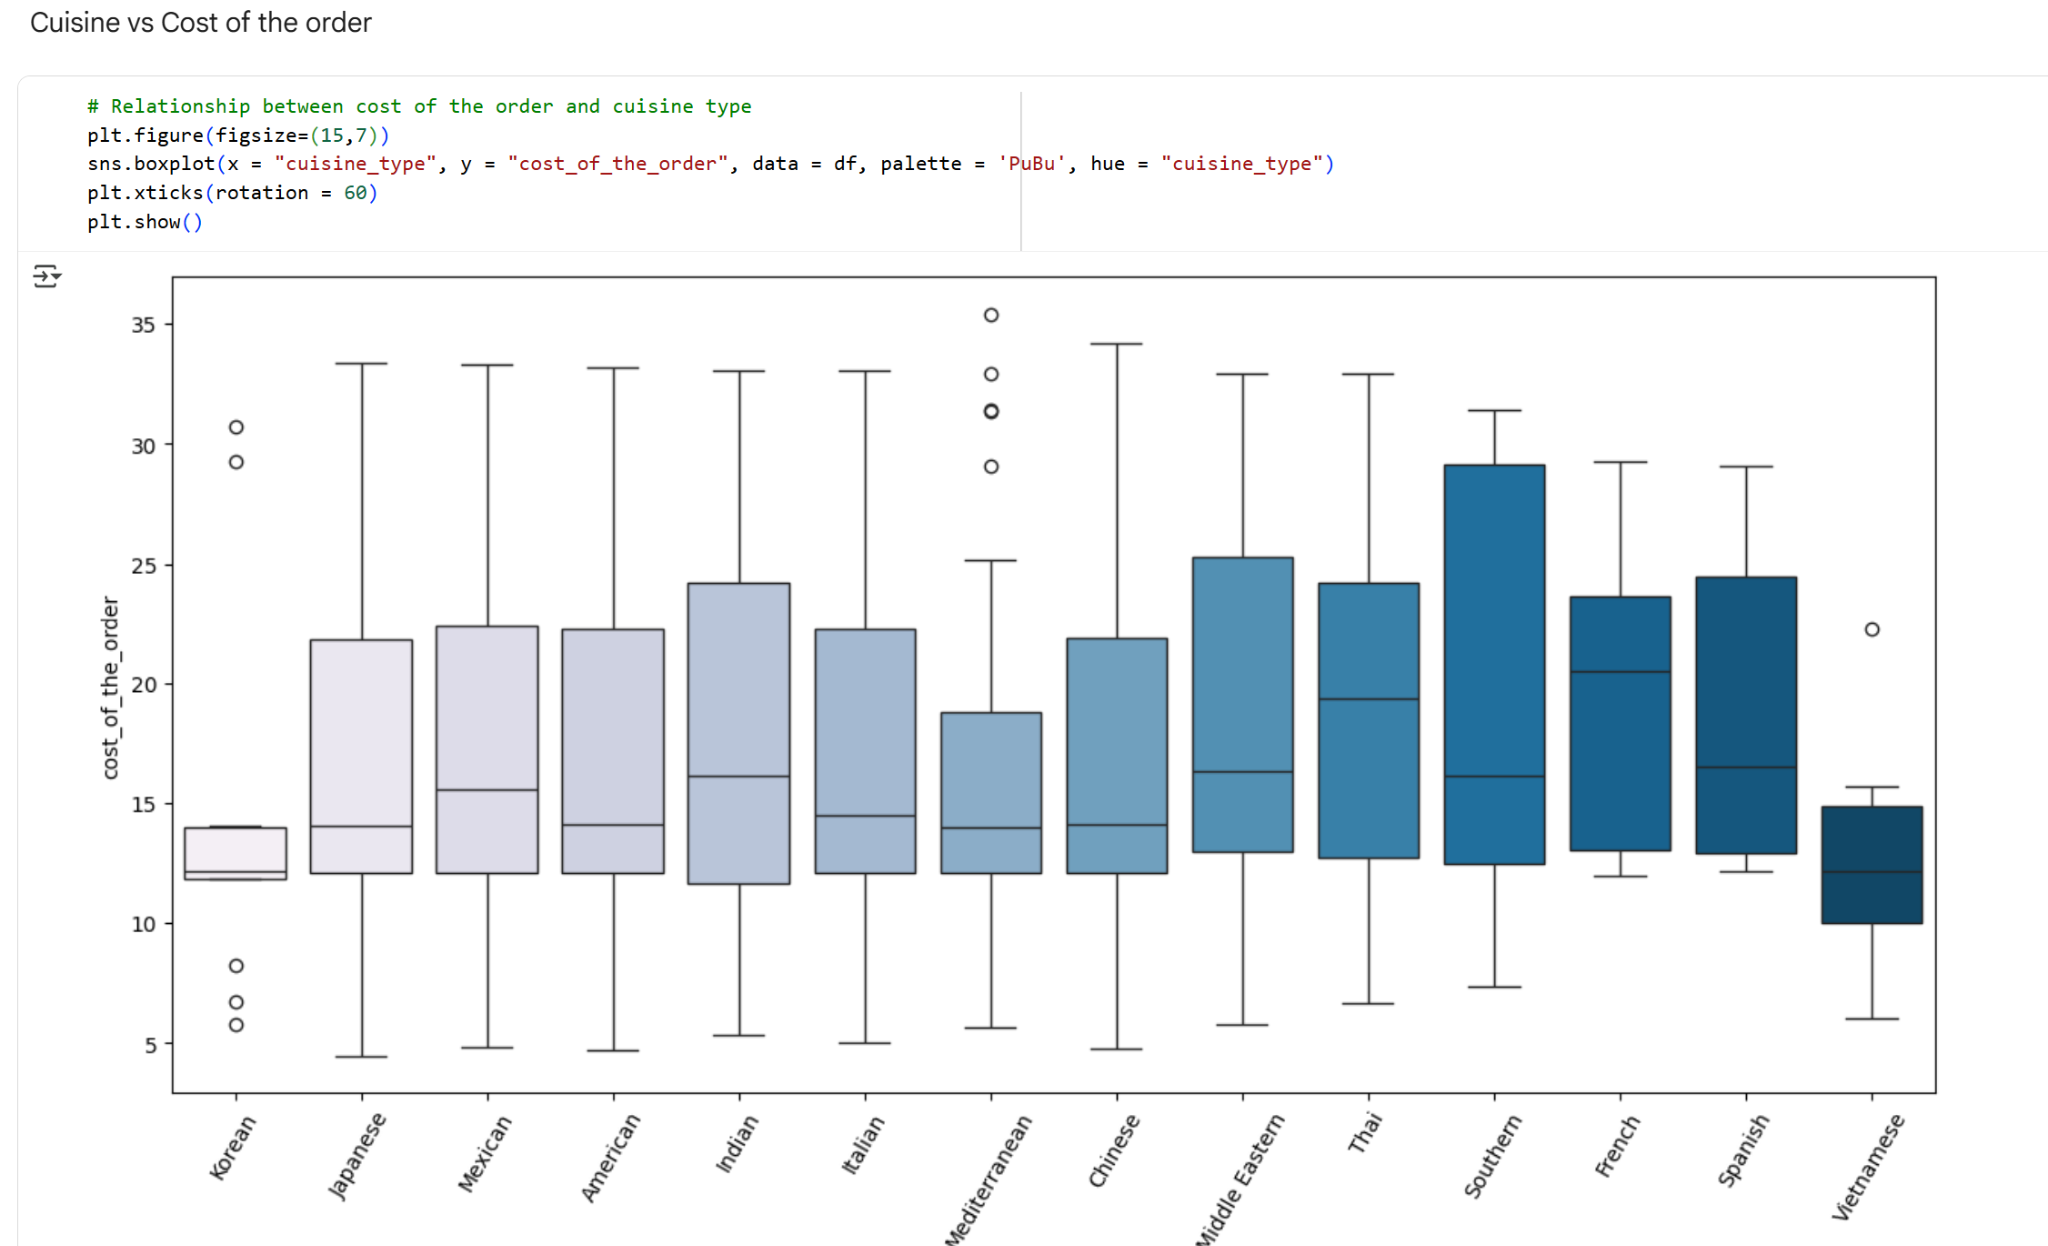 Cuisine vs Cost of the order
# Relationship between cost of the order and cuisine type
plt.figure(figsize=(15,7))
sns.boxplot(x = "cuisine_type", y = "cost_of_the_order", data = df, palette = 'PuBu', hue = "cuisine_type")
plt.xticks(rotation = 60)
plt.show()
35
30
25
20
15
10
5
cost_of_the_order
Korean
Japanese
Mexican
American
Indian
Italian
Mediterranean
Chinese
Middle Eastern
Thai
Southern
French
Spanish
Vietnamese